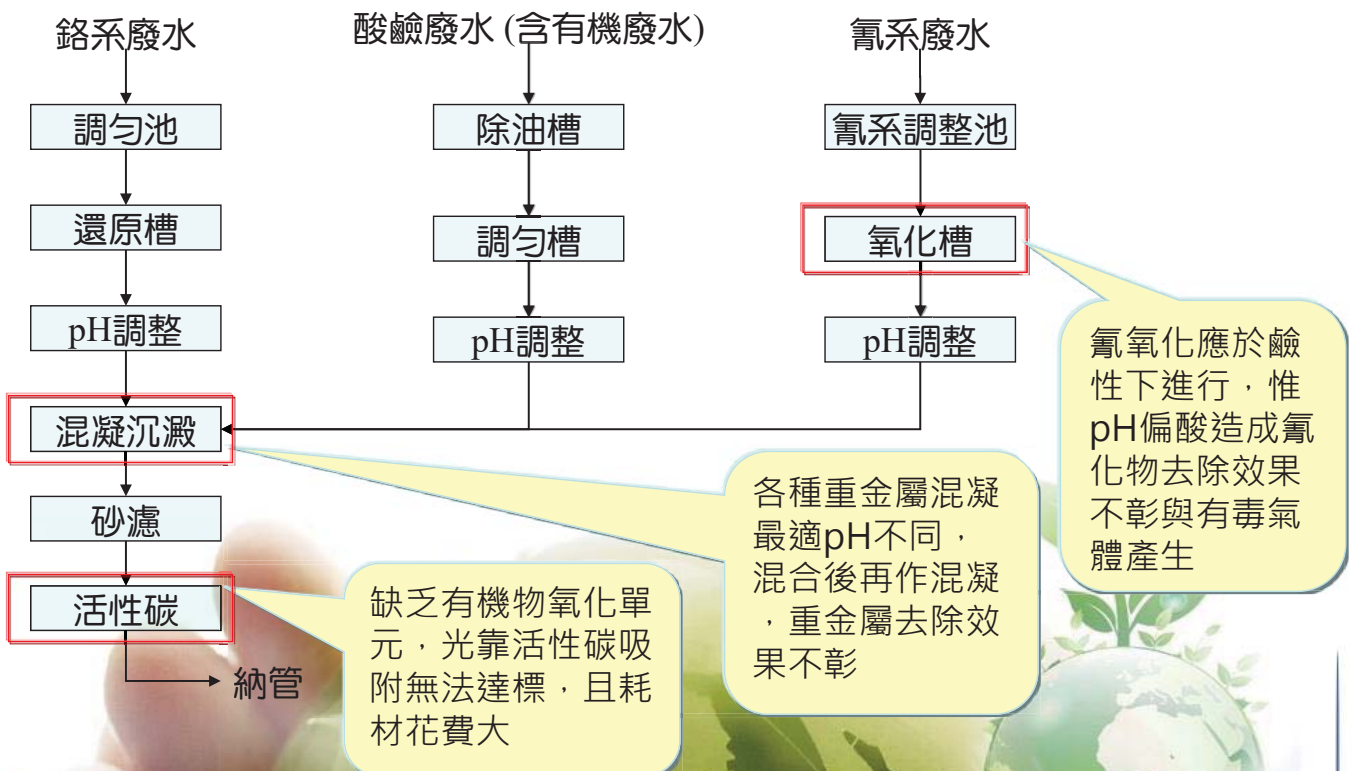 鉻系廢水
酸鹼廢水 (含有機廢水)
氰系廢水
調勻池
除油槽
氰系調整池
還原槽
調勻槽
氧化槽
pH調整
pH調整
pH調整
混凝沉澱
砂濾
活性碳
納管
氰氧化應於鹼
性下進行，惟
pH偏酸造成氰
化物去除效果
不彰與有毒氣
體產生
各種重金屬混凝
最適pH不同，
混合後再作混凝
，重金屬去除效
果不彰
缺乏有機物氧化單
元，光靠活性碳吸
附無法達標，且耗
材花費大